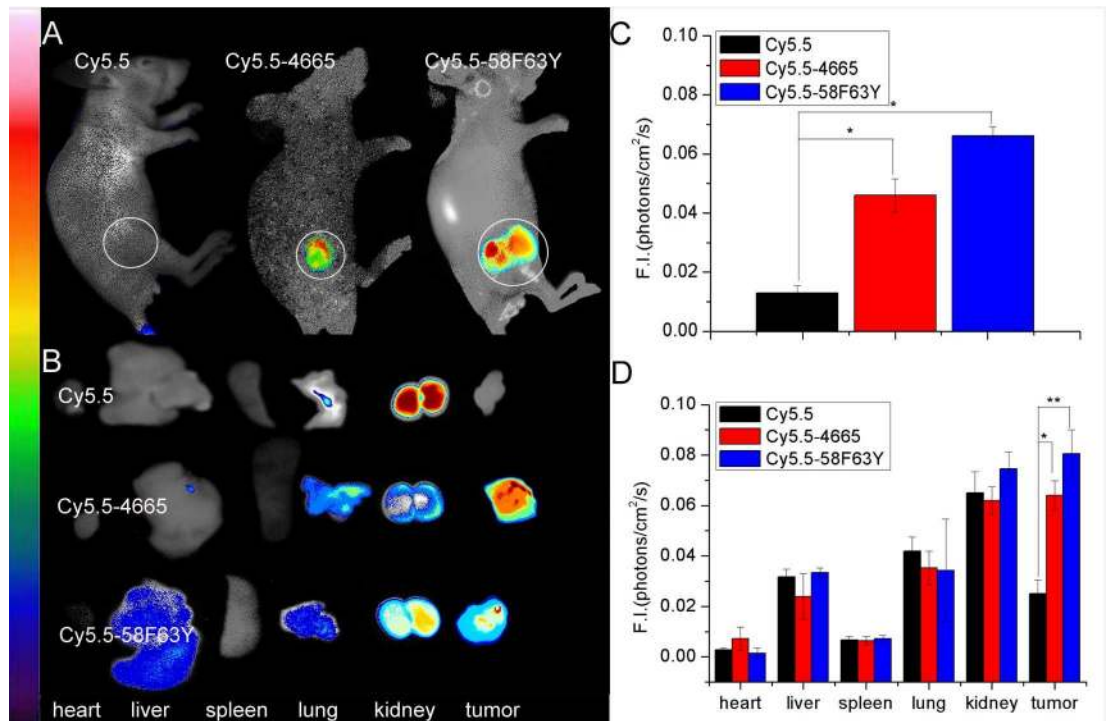 A
Cy5.5
Cy5.5-4665
Cy5.5-58F63Y
B
Cy5.5
Cy5.5-4665
Cy5.5-58F63Y
heart liver spleen lung kidney tumor
C
Cy5.5
Cy5.5-4665
Cy5.5-58F63Y
*
*
0.10
0.08
0.06
0.04
0.02
0.00
F.I.(photons/cm²/s)
D
Cy5.5
Cy5.5-4665
Cy5.5-58F63Y
**
*
0.10
0.08
0.06
0.04
0.02
0.00
F.I.(photons/cm²/s)
heart liver spleen lung kidney tumor